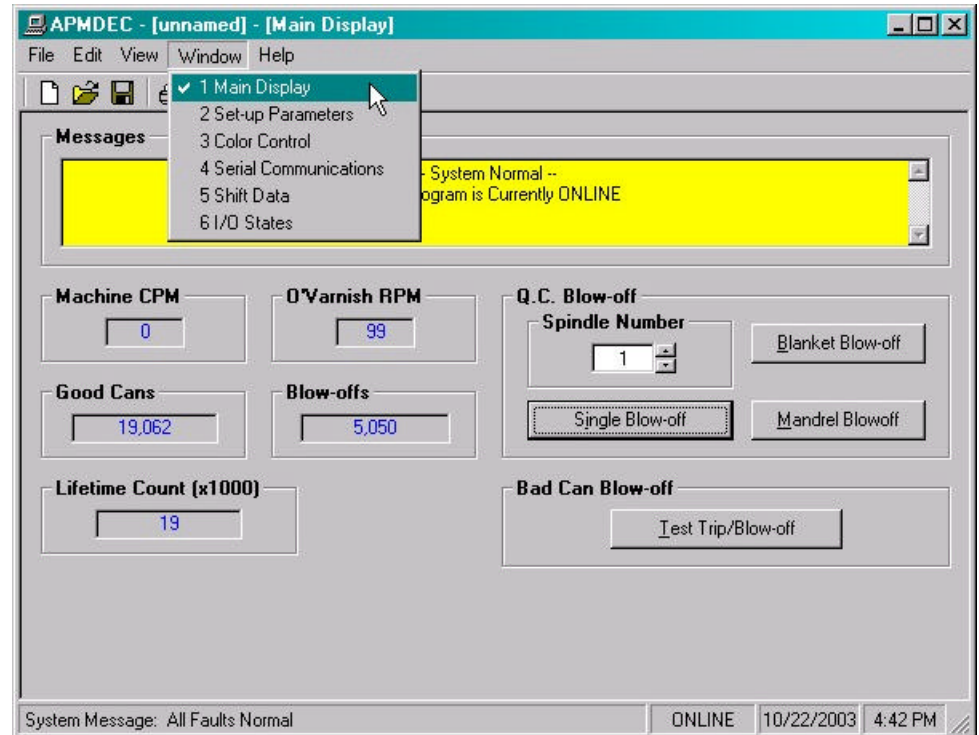 APMDEC - [unnamed] - [Main Display]
File Edit View Window Help
✓ 1 Main Display
2 Set-up Parameters
3 Color Control
4 Serial Communications
5 Shift Data
6 I/O States
Messages
- System Normal --
is Currently ONLINE
Machine CPM
0
O'Varnish RPM
99
Good Cans
19,062
Blow-offs
5,050
Lifetime Count (x1000)
19
Q.C. Blow-off
Spindle Number
1
Blanket Blow-off
Single Blow-off
Mandrel Blowoff
Bad Can Blow-off
Test Trip/Blow-off
System Message: All Faults Normal
ONLINE
10/22/2003
4:42 PM